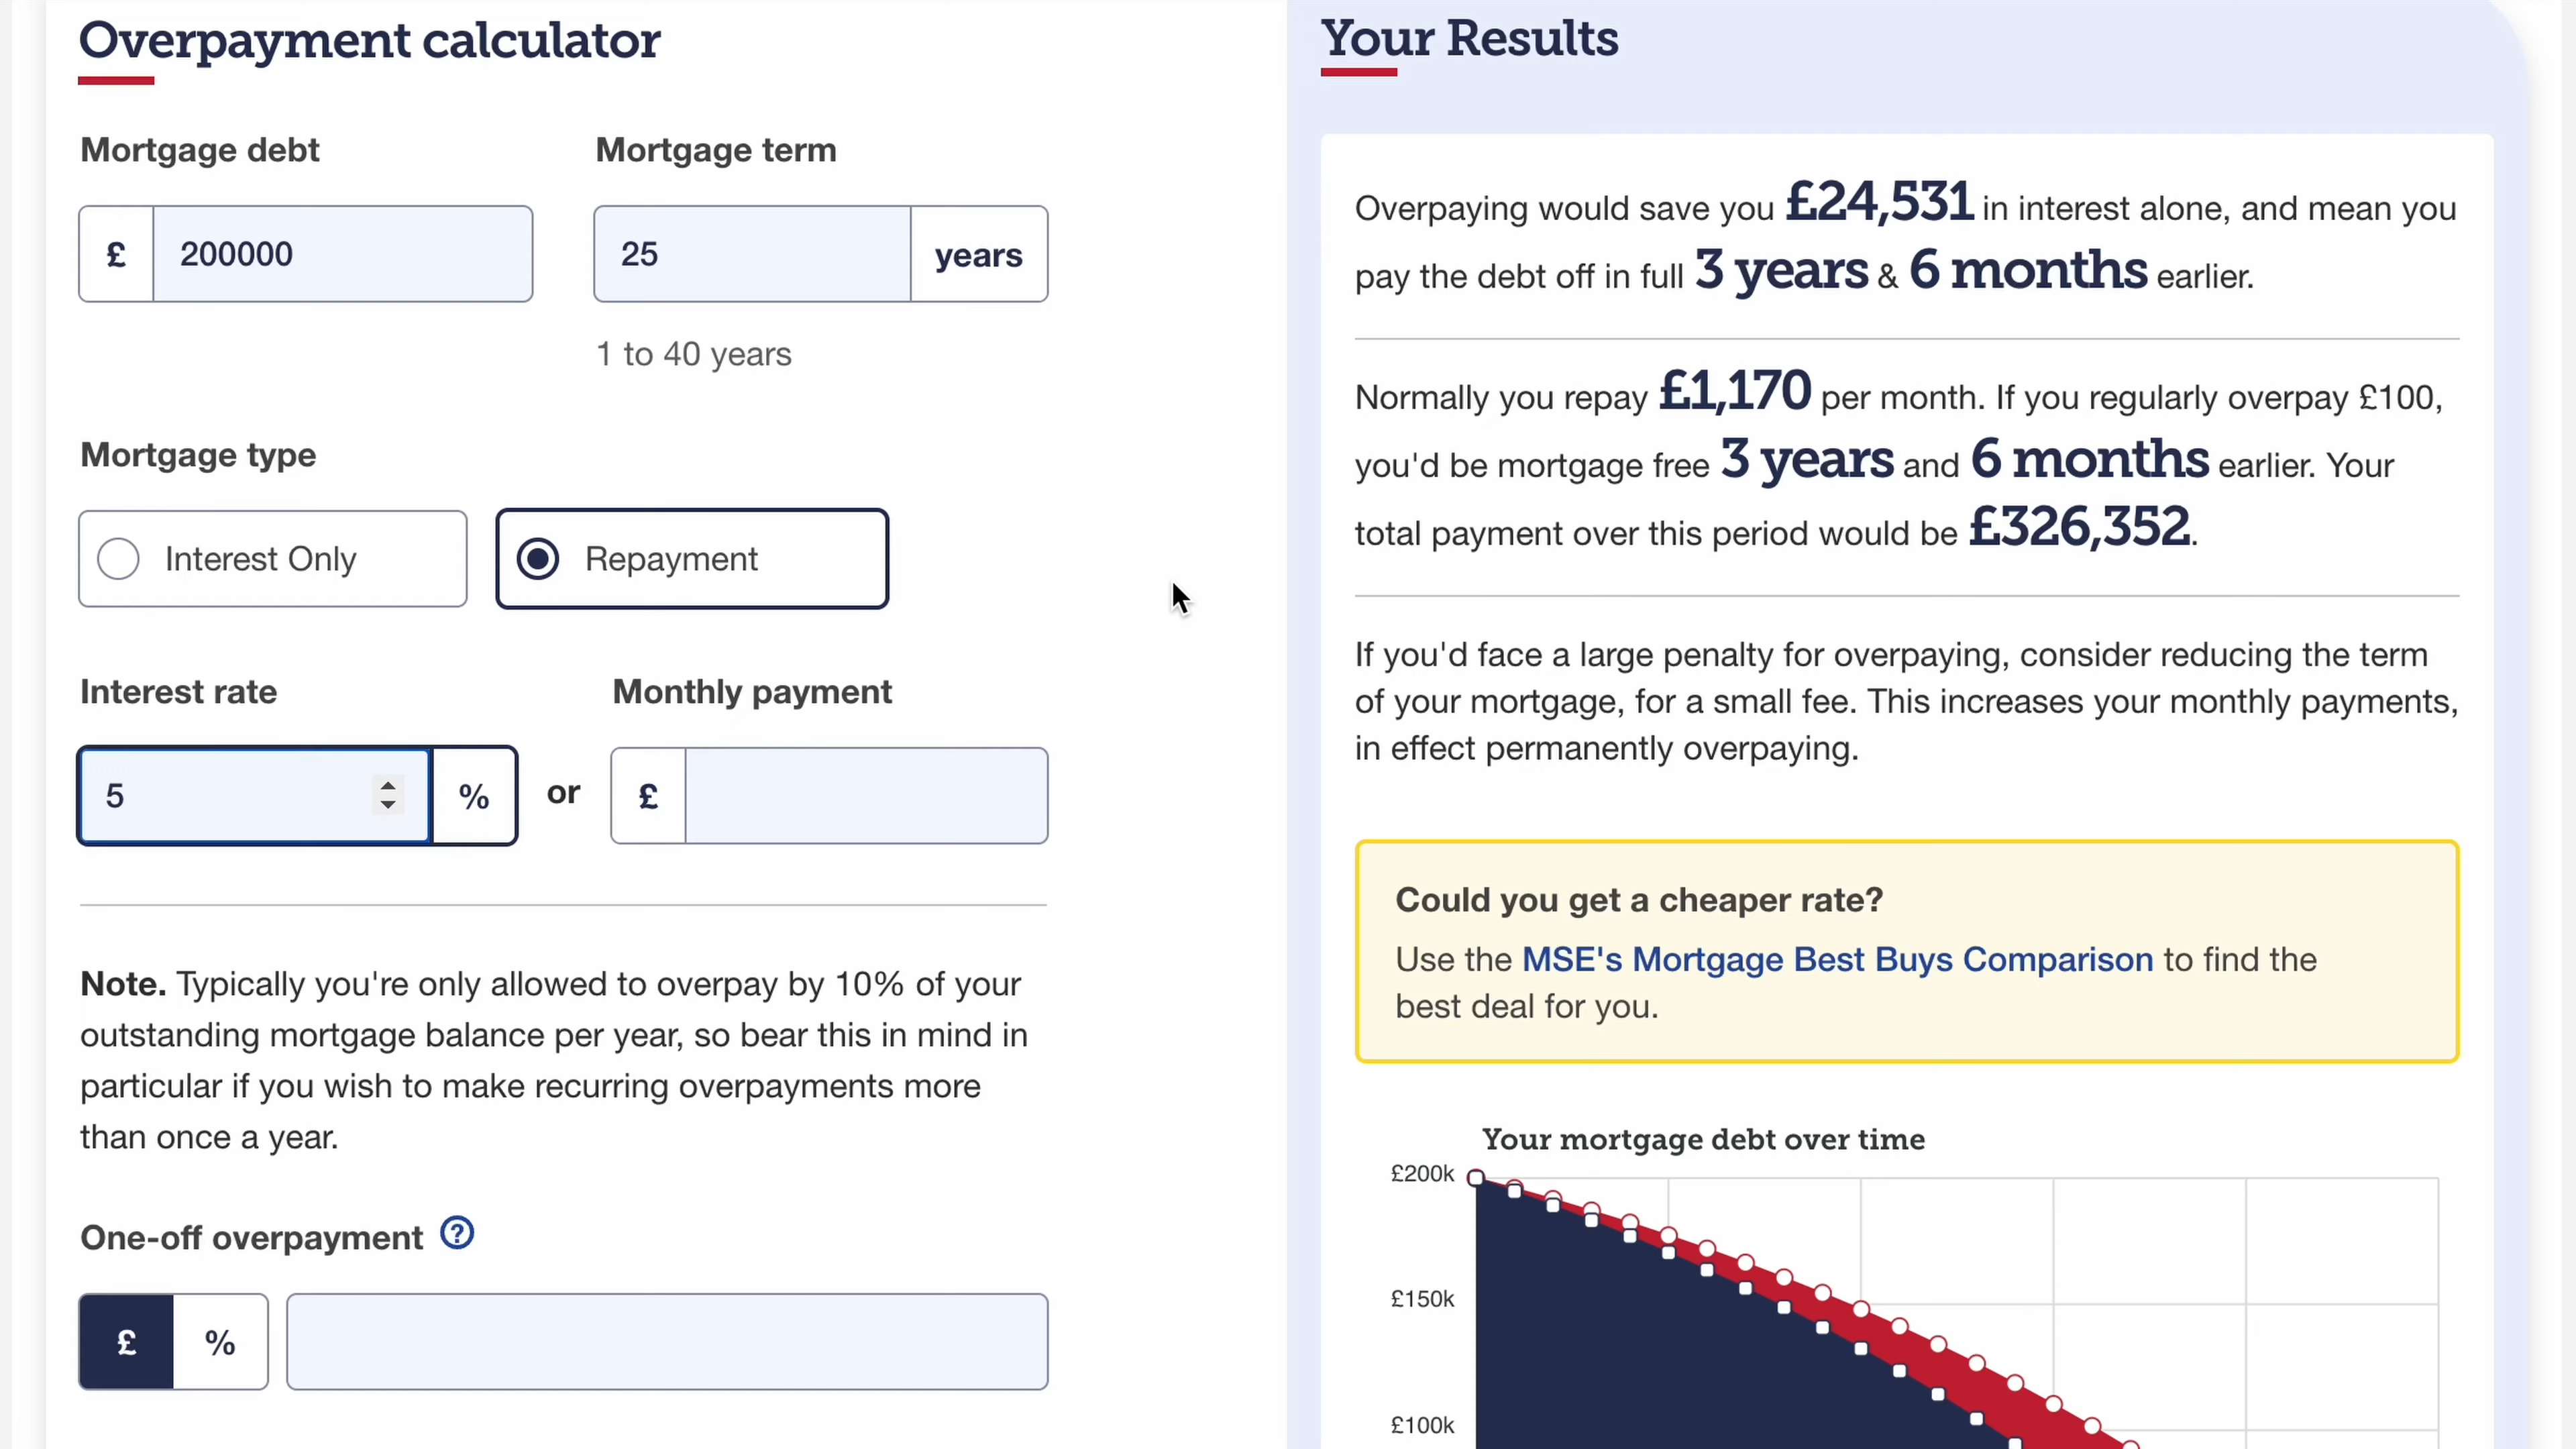 Overpayment calculator
Mortgage debt
Mortgage term
£ 200000
25 years
1 to 40 years
Mortgage type
Interest Only
Repayment
Interest rate
Monthly payment
5 %
or
£
Note. Typically you're only allowed to overpay by 10% of your
outstanding mortgage balance per year, so bear this in mind in
particular if you wish to make recurring overpayments more
than once a year.
One-off overpayment ?
£ %
Your Results
Overpaying would save you £24,531 in interest alone, and mean you
pay the debt off in full 3 years & 6 months earlier.
Normally you repay £1,170 per month. If you regularly overpay £100,
you'd be mortgage free 3 years and 6 months earlier. Your
total payment over this period would be £326,352.
If you'd face a large penalty for overpaying, consider reducing the term
of your mortgage, for a small fee. This increases your monthly payments,
in effect permanently overpaying.
Could you get a cheaper rate?
Use the MSE's Mortgage Best Buys Comparison to find the
best deal for you.
Your mortgage debt over time
£200k
£150k
£100k